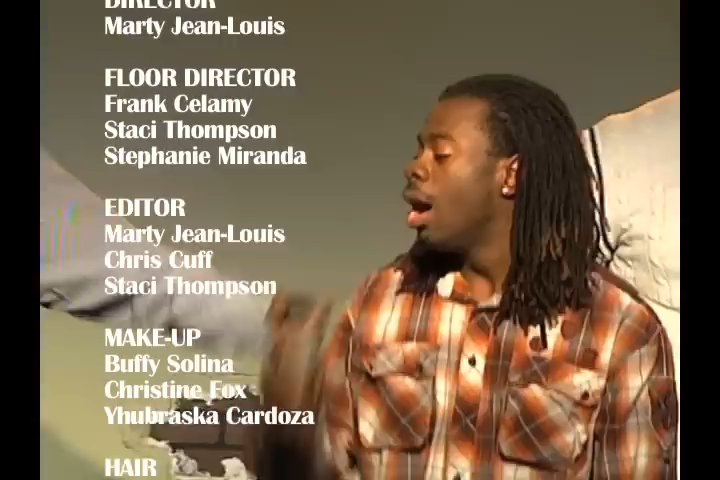 DIRECTOR
Marty Jean-Louis
FLOOR DIRECTOR
Frank Celamy
Staci Thompson
Stephanie Miranda
EDITOR
Marty Jean-Louis
Chris Cuff
Staci Thompson
MAKE-UP
Buffy Solina
Christine Fox
Yhubraska Cardoza
HAIR